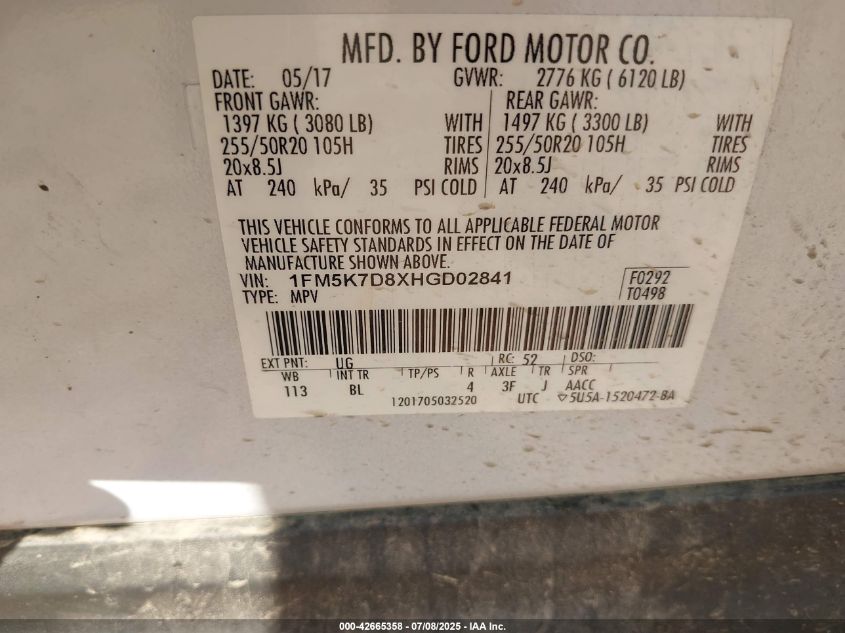 MFD. BY FORD MOTOR CO.
DATE: 05/17 GVWR: 2776 KG ( 6120 LB)
FRONT GAWR: REAR GAWR:
1397 KG ( 3080 LB) WITH 1497 KG ( 3300 LB) WITH
255/50R20 105H TIRES 255/50R20 105H TIRES
20x8.5J RIMS 20x8.5J RIMS
AT 240 kPa/ 35 PSI COLD AT 240 kPa/ 35 PSI COLD
THIS VEHICLE CONFORMS TO ALL APPLICABLE FEDERAL MOTOR
VEHICLE SAFETY STANDARDS IN EFFECT ON THE DATE OF
MANUFACTURE SHOWN ABOVE.
VIN: 1FM5K7D8XHGD02841 F0292
TYPE: MPV T0498
EXT PNT: UG RC: 52 DSO:
WB INT TR TP/PS R AXLE TR SPR
113 BL 4 3F J AACC
1201705032520 UTC ▽5U5A-1520472-BA
000-42665358 - 07/08/2025 - IAA Inc.